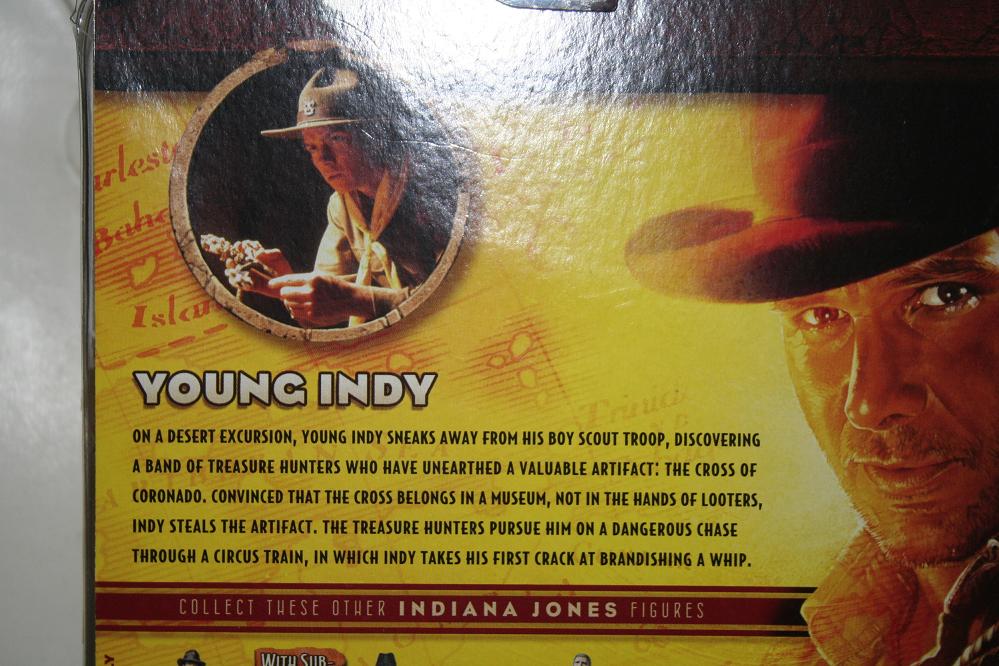 YOUNG INDY
ON A DESERT EXCURSION, YOUNG INDY SNEAKS AWAY FROM HIS BOY SCOUT TROOP, DISCOVERING
A BAND OF TREASURE HUNTERS WHO HAVE UNEARTHED A VALUABLE ARTIFACT: THE CROSS OF
CORONADO. CONVINCED THAT THE CROSS BELONGS IN A MUSEUM, NOT IN THE HANDS OF LOOTERS,
INDY STEALS THE ARTIFACT. THE TREASURE HUNTERS PURSUE HIM ON A DANGEROUS CHASE
THROUGH A CIRCUS TRAIN, IN WHICH INDY TAKES HIS FIRST CRACK AT BRANDISHING A WHIP.
COLLECT THESE OTHER INDIANA JONES FIGURES
WITH SUB-